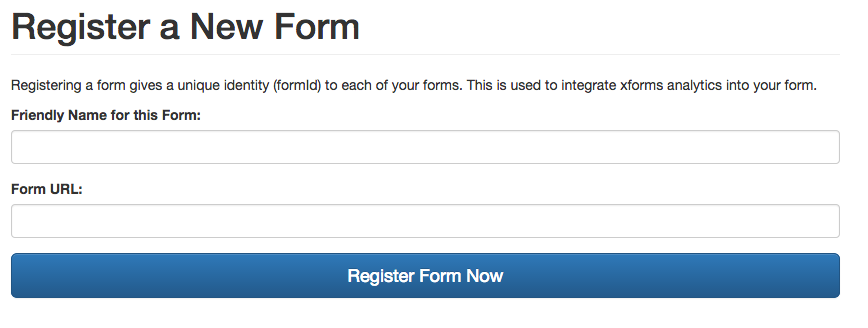 Register a New Form
Registering a form gives a unique identity (formId) to each of your forms. This is used to integrate xforms analytics into your form.
Friendly Name for this Form:
Form URL:
Register Form Now